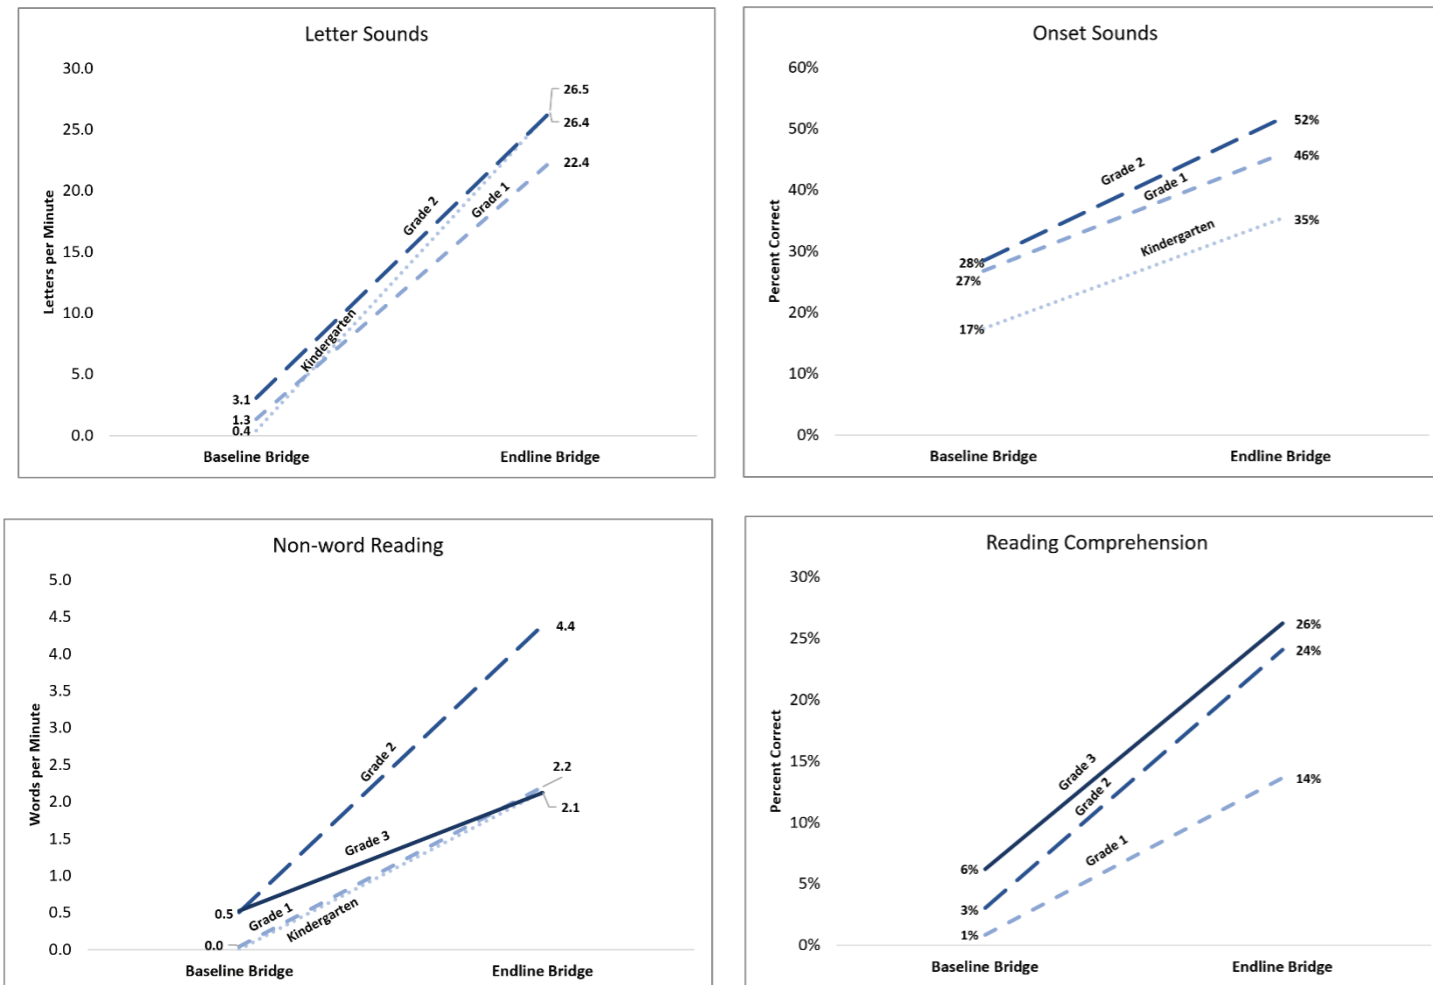 Letter Sounds
30.0
25.0
20.0
15.0
10.0
5.0
0.0
Letters per Minute
26.5
26.4
22.4
Grade 2
Grade 1
Kindergarten
3.1
1.3
0.4
Baseline Bridge
Endline Bridge
Onset Sounds
60%
50%
40%
30%
20%
10%
0%
Percent Correct
52%
46%
35%
Grade 2
Grade 1
Kindergarten
28%
27%
17%
Baseline Bridge
Endline Bridge
Non-word Reading
5.0
4.5
4.0
3.5
3.0
2.5
2.0
1.5
1.0
0.5
0.0
Words per Minute
4.4
2.2
2.1
Grade 2
Grade 3
Grade 1
Kindergarten
0.5
0.0
Baseline Bridge
Endline Bridge
Reading Comprehension
30%
25%
20%
15%
10%
5%
0%
Percent Correct
26%
24%
14%
Grade 3
Grade 2
Grade 1
6%
3%
1%
Baseline Bridge
Endline Bridge